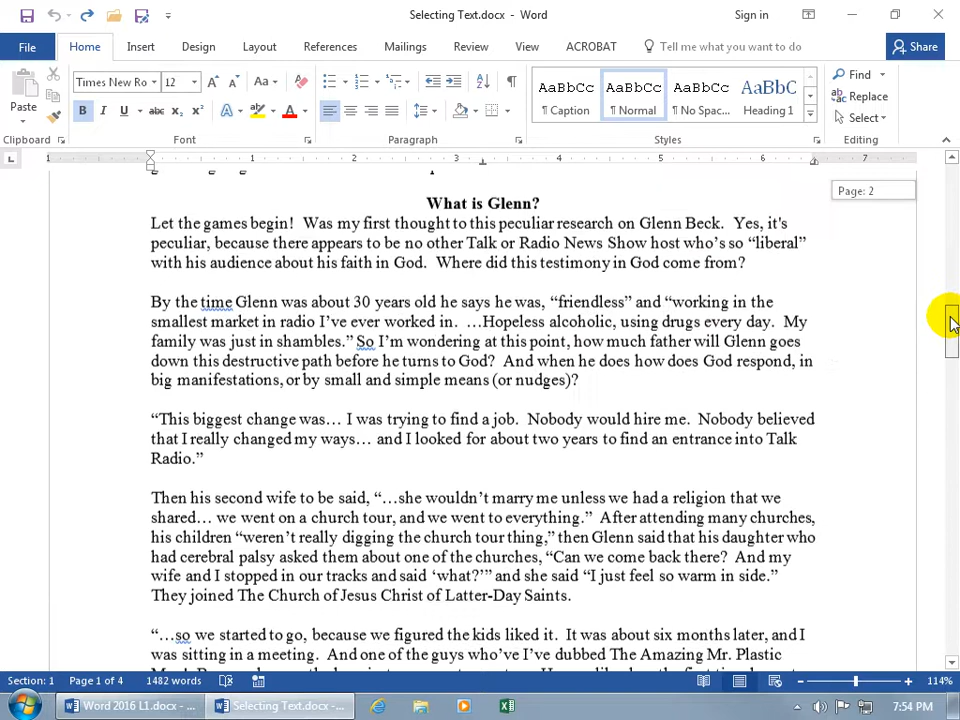 Selecting Text.docx - Word
Sign in
File Home Insert Design Layout References Mailings Review View ACROBAT Tell me what you want to do Share
Paste
Times New Ro 12 Aa
B I U abc x₂ x² A A
AaBbCc AaBbCc AaBbCc AaBbC
¶ Caption ¶ Normal ¶ No Spac... Heading 1
Find
Replace
Select
Clipboard Font Paragraph Styles Editing
1 1 2 3 4 5 6 7
Page: 2
What is Glenn?
Let the games begin! Was my first thought to this peculiar research on Glenn Beck. Yes, it's
peculiar, because there appears to be no other Talk or Radio News Show host who's so “liberal”
with his audience about his faith in God. Where did this testimony in God come from?
By the time Glenn was about 30 years old he says he was, “friendless” and “working in the
smallest market in radio I’ve ever worked in. …Hopeless alcoholic, using drugs every day. My
family was just in shambles.” So I’m wondering at this point, how much father will Glenn goes
down this destructive path before he turns to God? And when he does how does God respond, in
big manifestations, or by small and simple means (or nudges)?
“This biggest change was… I was trying to find a job. Nobody would hire me. Nobody believed
that I really changed my ways… and I looked for about two years to find an entrance into Talk
Radio.”
Then his second wife to be said, “…she wouldn’t marry me unless we had a religion that we
shared… we went on a church tour, and we went to everything.” After attending many churches,
his children “weren’t really digging the church tour thing,” then Glenn said that his daughter who
had cerebral palsy asked them about one of the churches, “Can we come back there? And my
wife and I stopped in our tracks and said ‘what?’” and she said “I just feel so warm in side.”
They joined The Church of Jesus Christ of Latter-Day Saints.
“…so we started to go, because we figured the kids liked it. It was about six months later, and I
was sitting in a meeting. And one of the guys who’ve I’ve dubbed The Amazing Mr. Plastic
Section: 1 Page 1 of 4 1482 words 114%
Word 2016 L1.docx - ... Selecting Text.docx - ... 7:54 PM